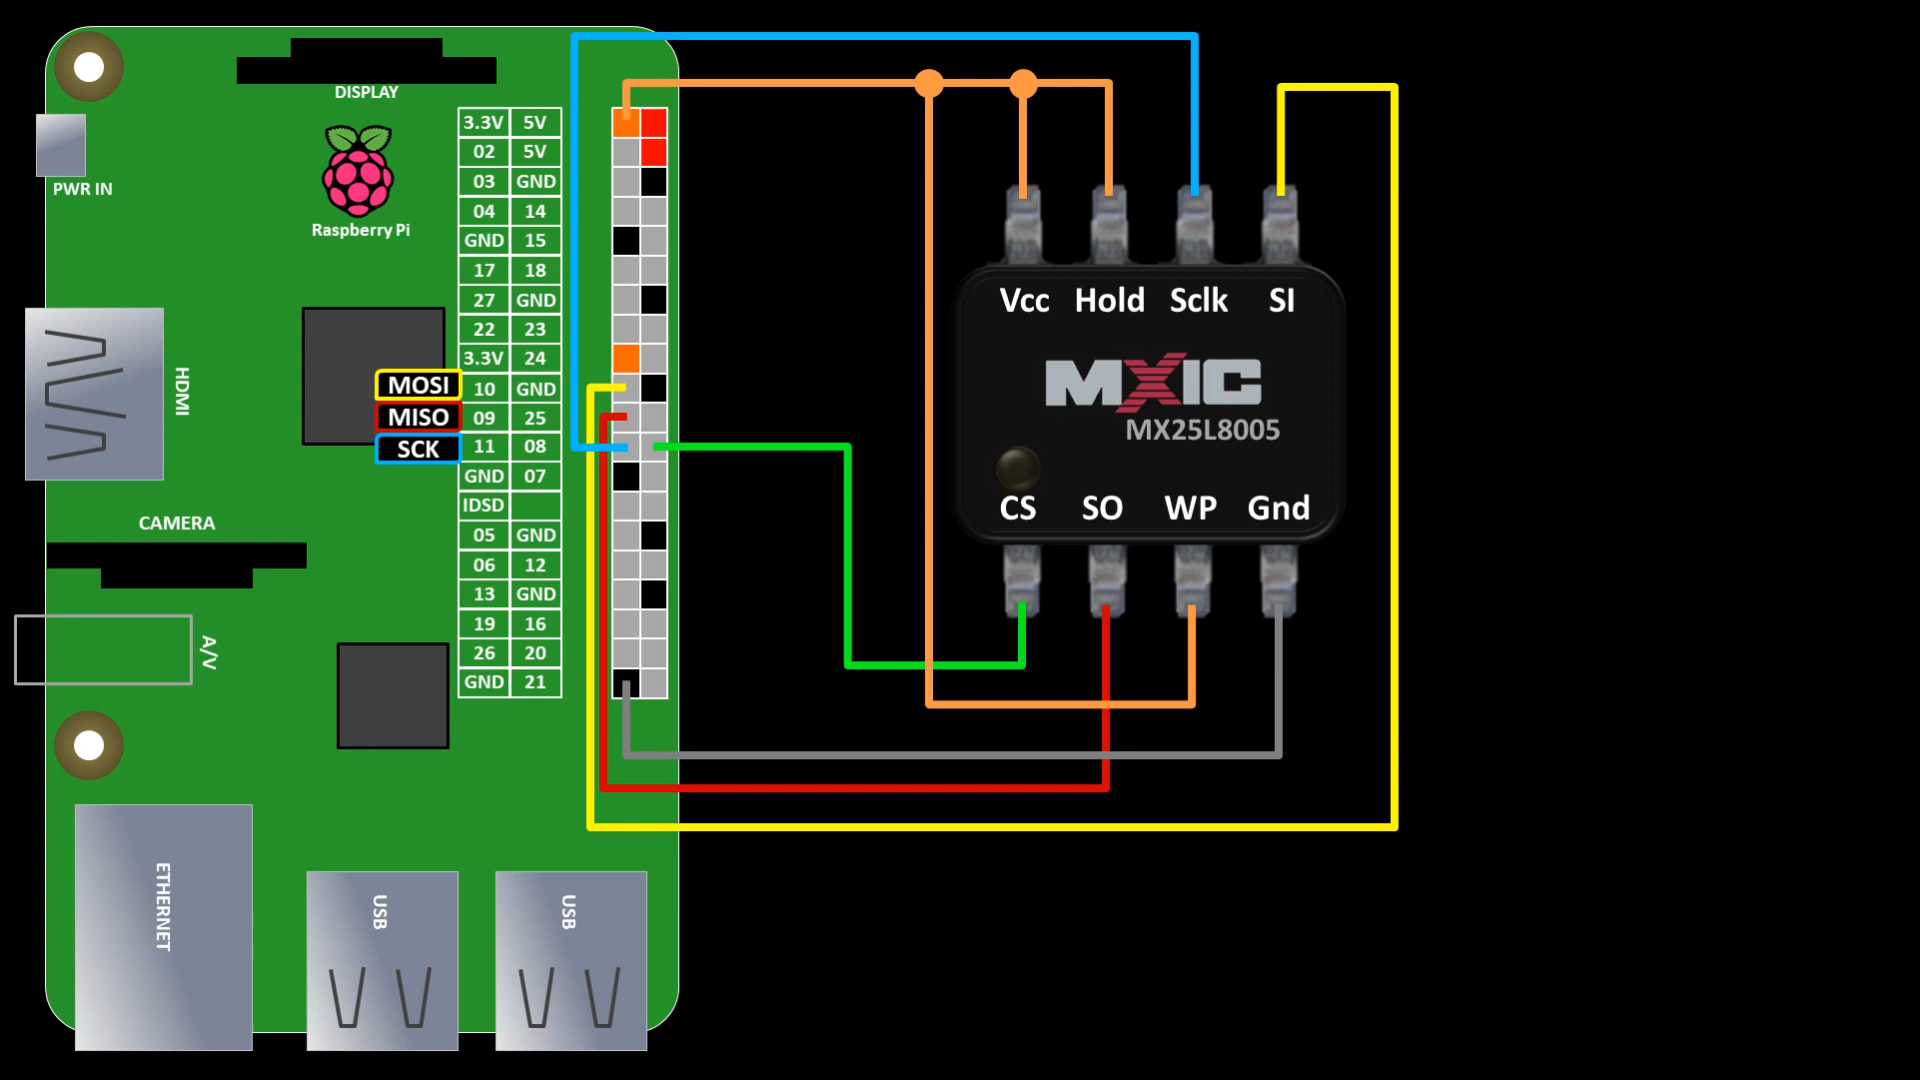 DISPLAY
PWR IN
Raspberry Pi
HDMI
CAMERA
A/V
ETHERNET
USB
USB
3.3V 5V
02 5V
03 GND
04 14
GND 15
17 18
27 GND
22 23
3.3V 24
MOSI 10 GND
MISO 09 25
SCK 11 08
GND 07
IDSD
05 GND
06 12
13 GND
19 16
26 20
GND 21
Vcc Hold Sclk SI
MXIC
MX25L8005
CS SO WP Gnd